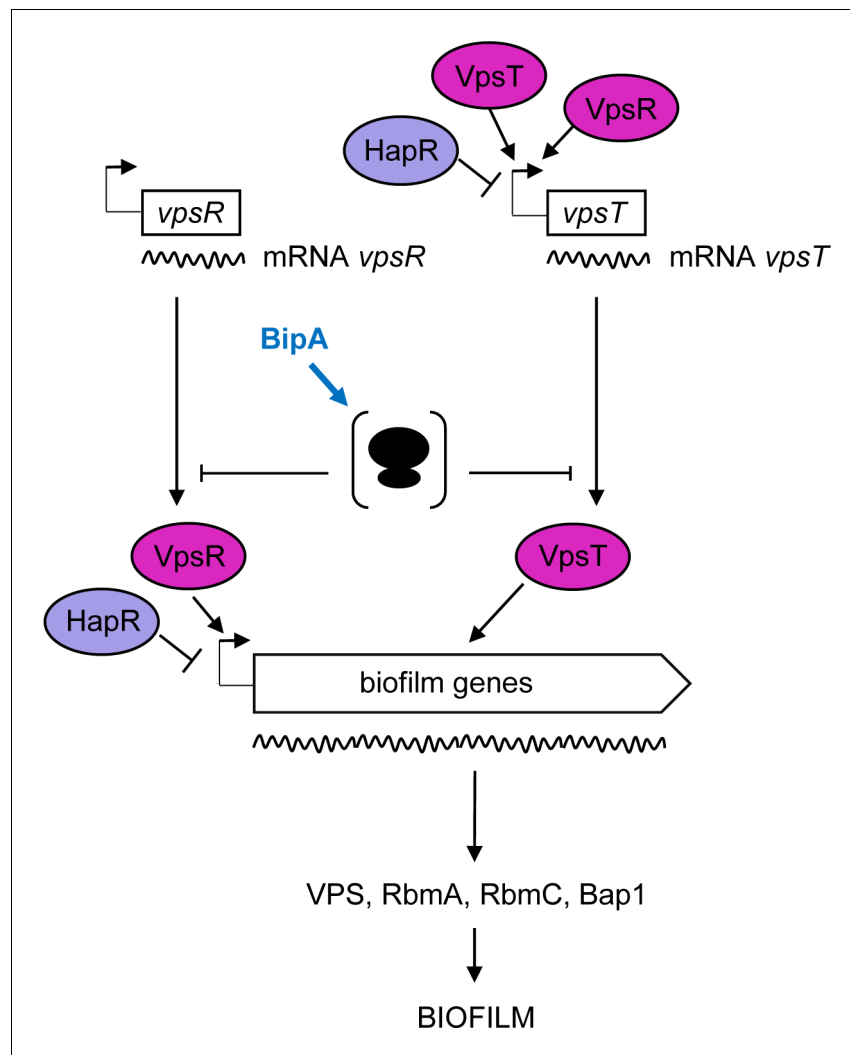 VpsT
VpsR
HapR
vpsR
vpsT
mRNA vpsR
mRNA vpsT
BipA
VpsR
VpsT
HapR
biofilm genes
VPS, RbmA, RbmC, Bap1
BIOFILM